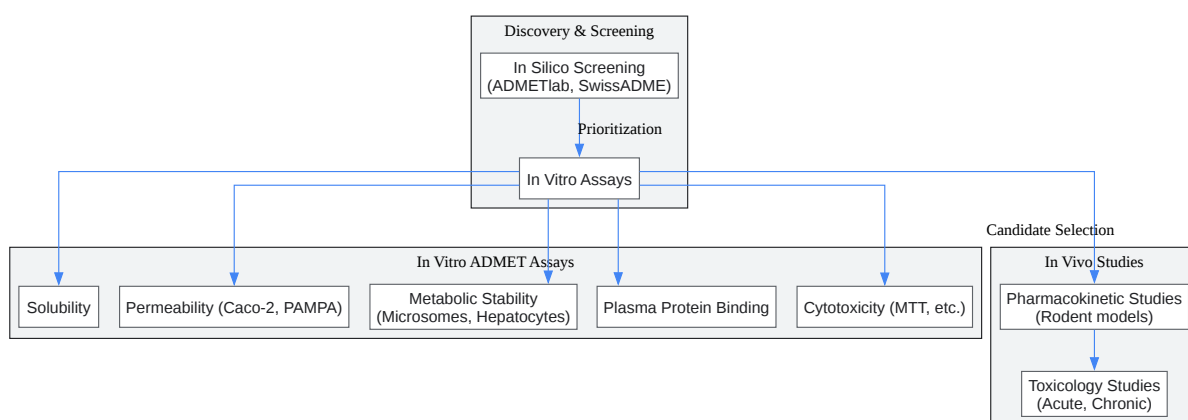 Discovery & Screening
In Silico Screening
(ADMETlab, SwissADME)
Prioritization
In Vitro Assays
Candidate Selection
In Vitro ADMET Assays
In Vivo Studies
Solubility
Permeability (Caco-2, PAMPA)
Metabolic Stability
(Microsomes, Hepatocytes)
Plasma Protein Binding
Cytotoxicity (MTT, etc.)
Pharmacokinetic Studies
(Rodent models)
Toxicology Studies
(Acute, Chronic)